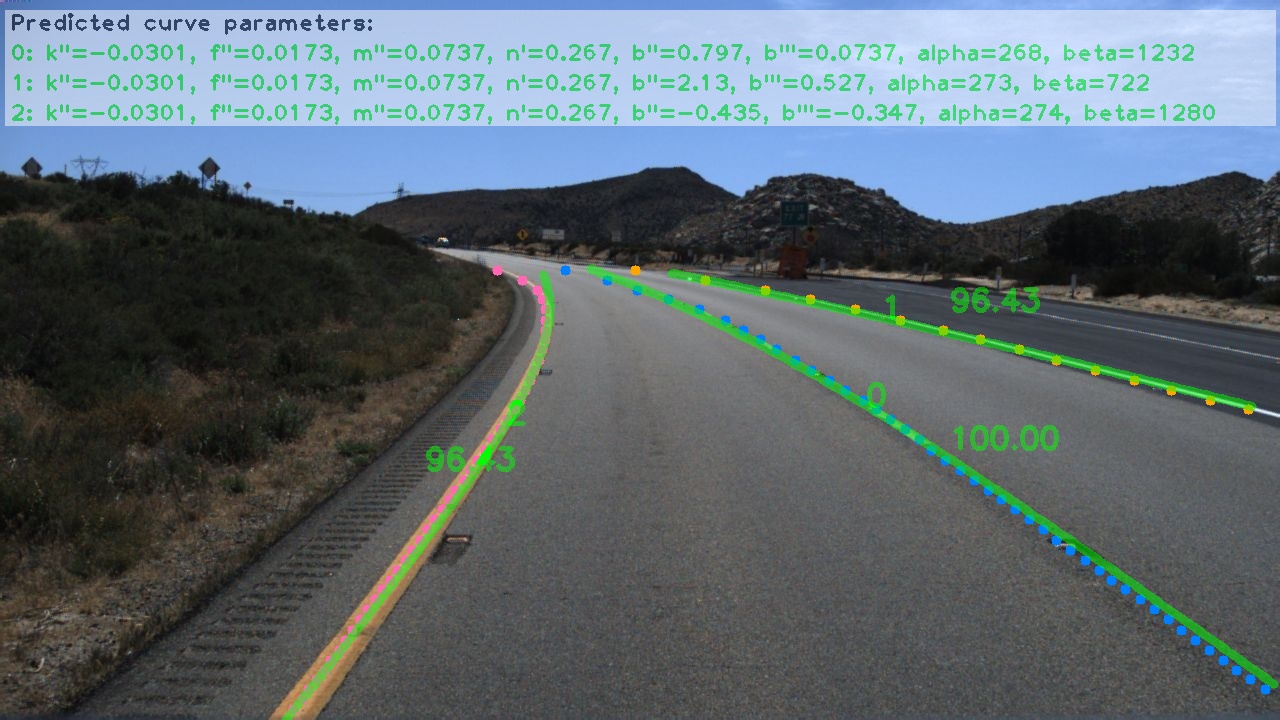 Predicted curve parameters:
0: k''=-0.0301, f''=0.0173, m''=0.0737, n'=0.267, b''=0.797, b'''=0.0737, alpha=268, beta=1232
1: k''=-0.0301, f''=0.0173, m''=0.0737, n'=0.267, b''=2.13, b'''=0.527, alpha=273, beta=722
2: k''=-0.0301, f''=0.0173, m''=0.0737, n'=0.267, b''=-0.435, b'''=-0.347, alpha=274, beta=1280
1 96.43
0
2
100.00
96.43